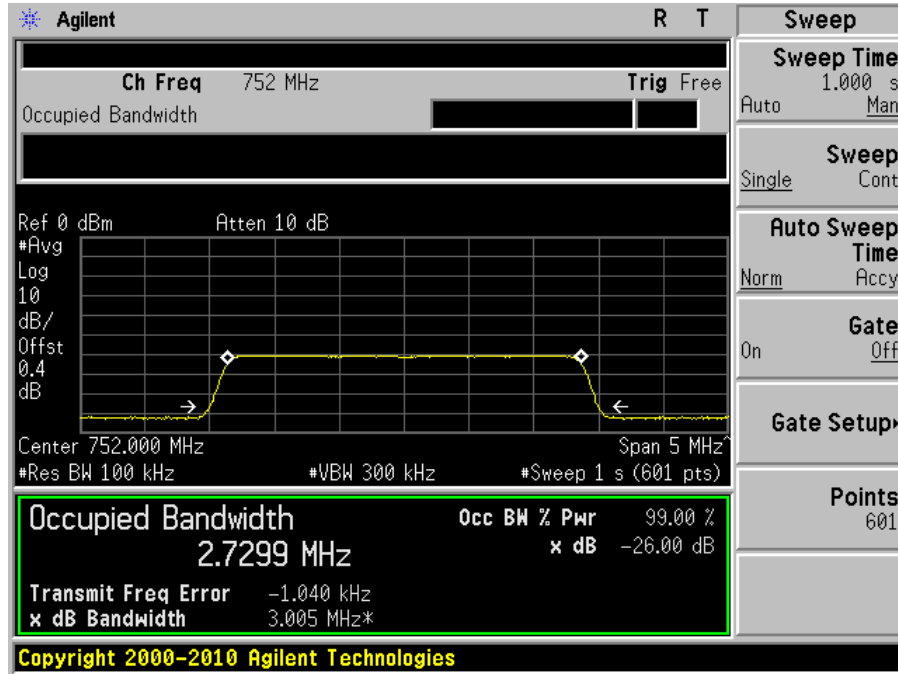 Agilent R T
Ch Freq 752 MHz Trig Free
Occupied Bandwidth
Ref 0 dBm Atten 10 dB
#Avg
Log
10
dB/
Offst
0.4
dB
Center 752.000 MHz Span 5 MHz^
#Res BW 100 kHz #VBW 300 kHz #Sweep 1 s (601 pts)
Occupied Bandwidth Occ BW % Pwr 99.00 %
2.7299 MHz x dB -26.00 dB
Transmit Freq Error -1.040 kHz
x dB Bandwidth 3.005 MHz*
Copyright 2000-2010 Agilent Technologies
Sweep
Sweep Time
1.000 s
Auto Man
Sweep
Single Cont
Auto Sweep
Time
Norm Accy
Gate
On Off
Gate Setup
Points
601